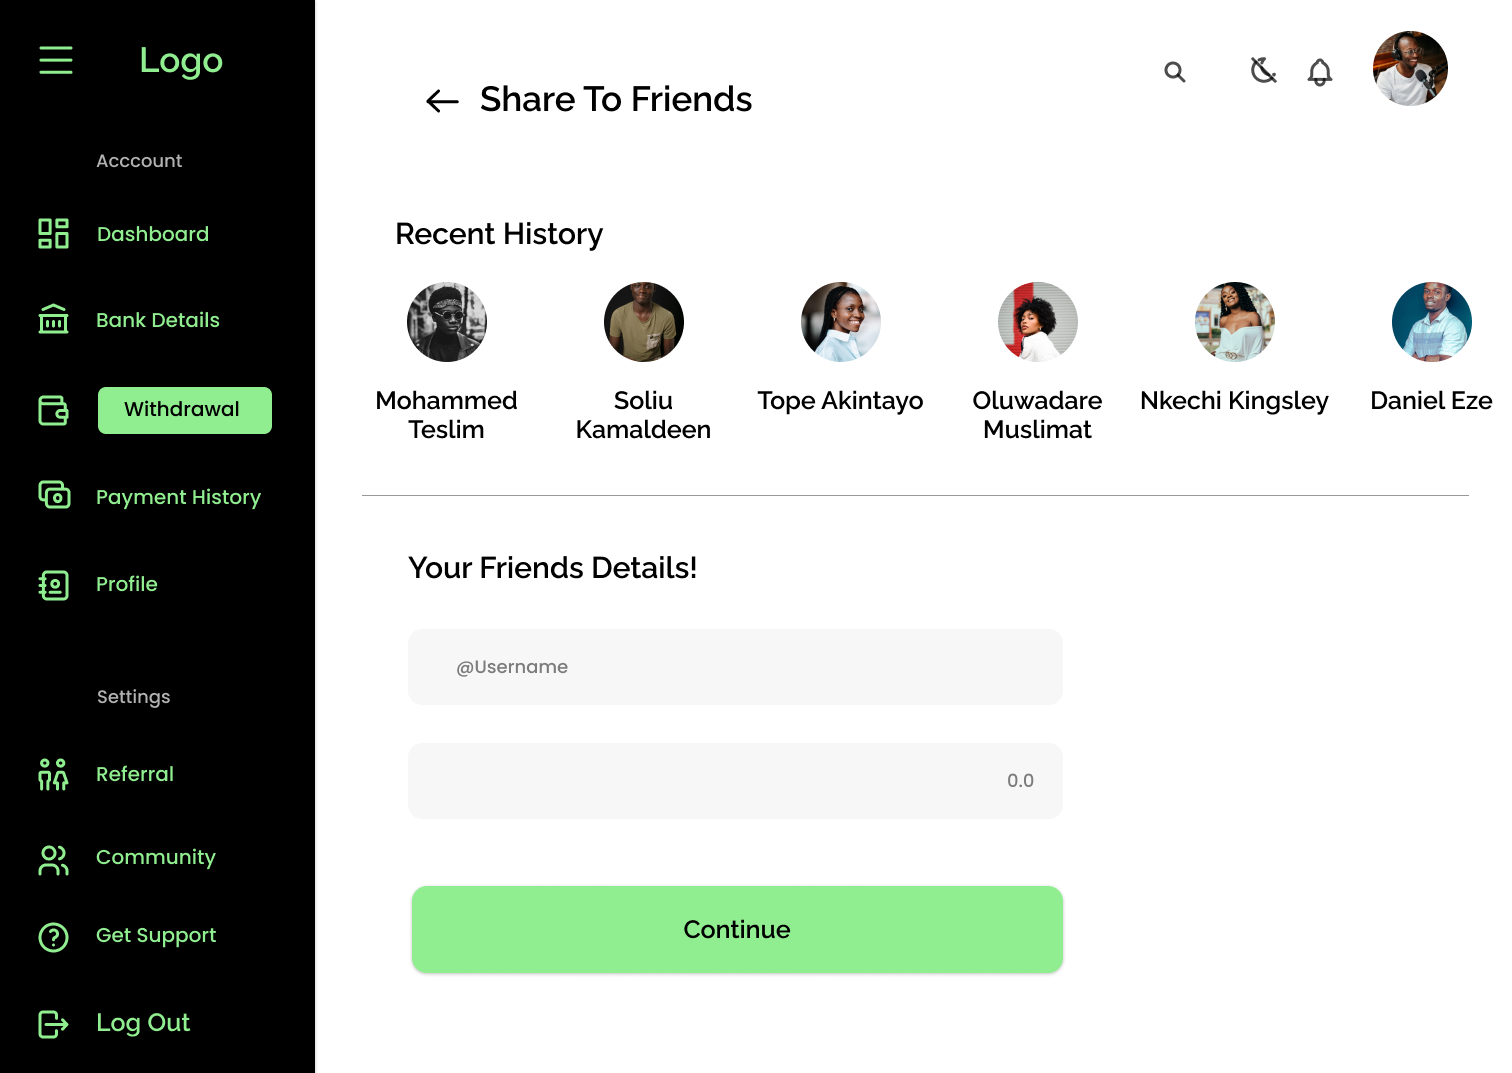 Logo
Acccount
Dashboard
Bank Details
Withdrawal
Payment History
Profile
Settings
Referral
Community
Get Support
Log Out
Share To Friends
Recent History
Mohammed
Teslim
Soliu
Kamaldeen
Tope Akintayo
Oluwadare
Muslimat
Nkechi Kingsley
Daniel Eze
Your Friends Details!
@Username
0.0
Continue